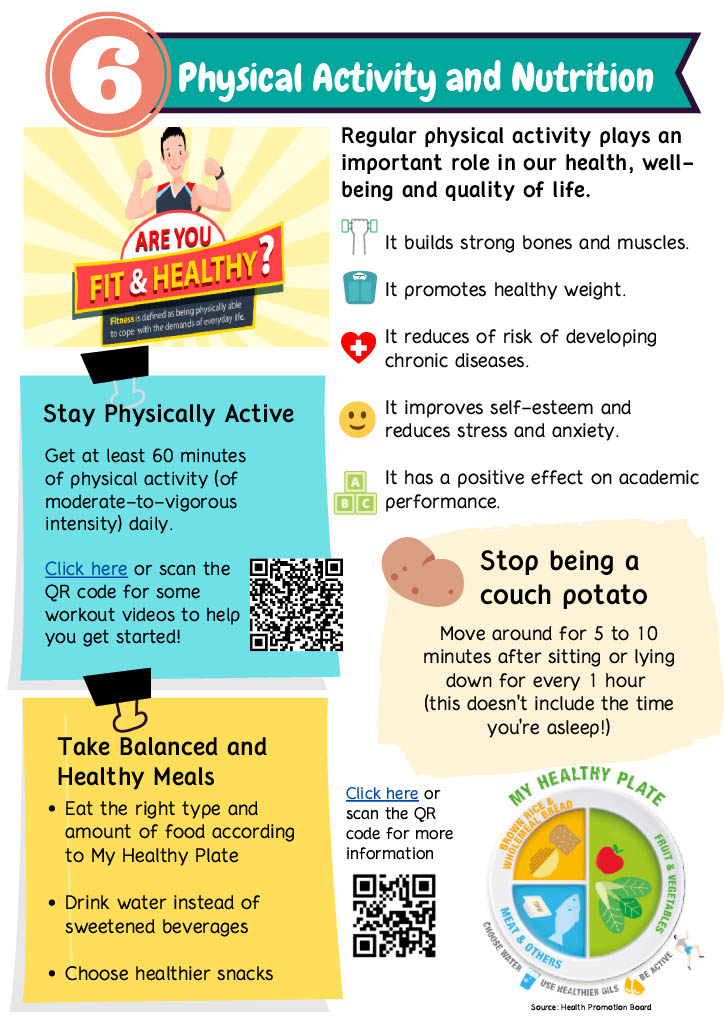 6
Physical Activity and Nutrition
ARE YOU
FIT & HEALTHY?
Fitness is defined as being physically able
to cope with the demands of everyday life.
Regular physical activity plays an
important role in our health, well-
being and quality of life.
It builds strong bones and muscles.
It promotes healthy weight.
It reduces of risk of developing
chronic diseases.
It improves self-esteem and
reduces stress and anxiety.
A
B C
It has a positive effect on academic
performance.
Stay Physically Active
Get at least 60 minutes
of physical activity (of
moderate-to-vigorous
intensity) daily.
Click here or scan the
QR code for some
workout videos to help
you get started!
Stop being a
couch potato
Move around for 5 to 10
minutes after sitting or lying
down for every 1 hour
(this doesn't include the time
you're asleep!)
Take Balanced and
Healthy Meals
• Eat the right type and
amount of food according
to My Healthy Plate
• Drink water instead of
sweetened beverages
• Choose healthier snacks
Click here or
scan the QR
code for more
information
MY HEALTHY PLATE
BROWN RICE &
WHOLEMEAL BREAD
FRUIT & VEGETABLES
MEAT & OTHERS
TOFU
CHOOSE WATER
USE HEALTHIER OILS
BE ACTIVE
Source: Health Promotion Board